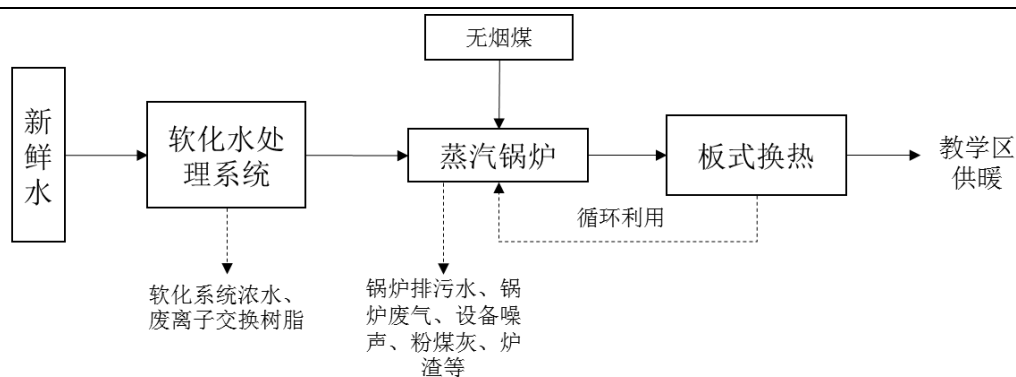 无烟煤
新
鲜
水
软化水处
理系统
蒸汽锅炉
板式换热
教学区
供暖
循环利用
软化系统浓水、
废离子交换树脂
锅炉排污水、锅
炉废气、设备噪
声、粉煤灰、炉
渣等